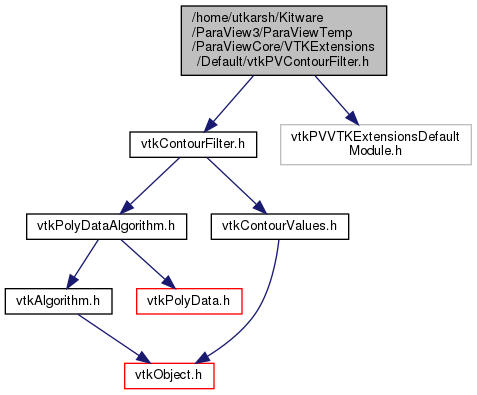 /home/utkarsh/Kitware
/ParaView3/ParaViewTemp
/ParaViewCore/VTKExtensions
/Default/vtkPVContourFilter.h
vtkContourFilter.h
vtkPVVTKExtensionsDefault
Module.h
vtkPolyDataAlgorithm.h
vtkContourValues.h
vtkAlgorithm.h
vtkPolyData.h
vtkObject.h